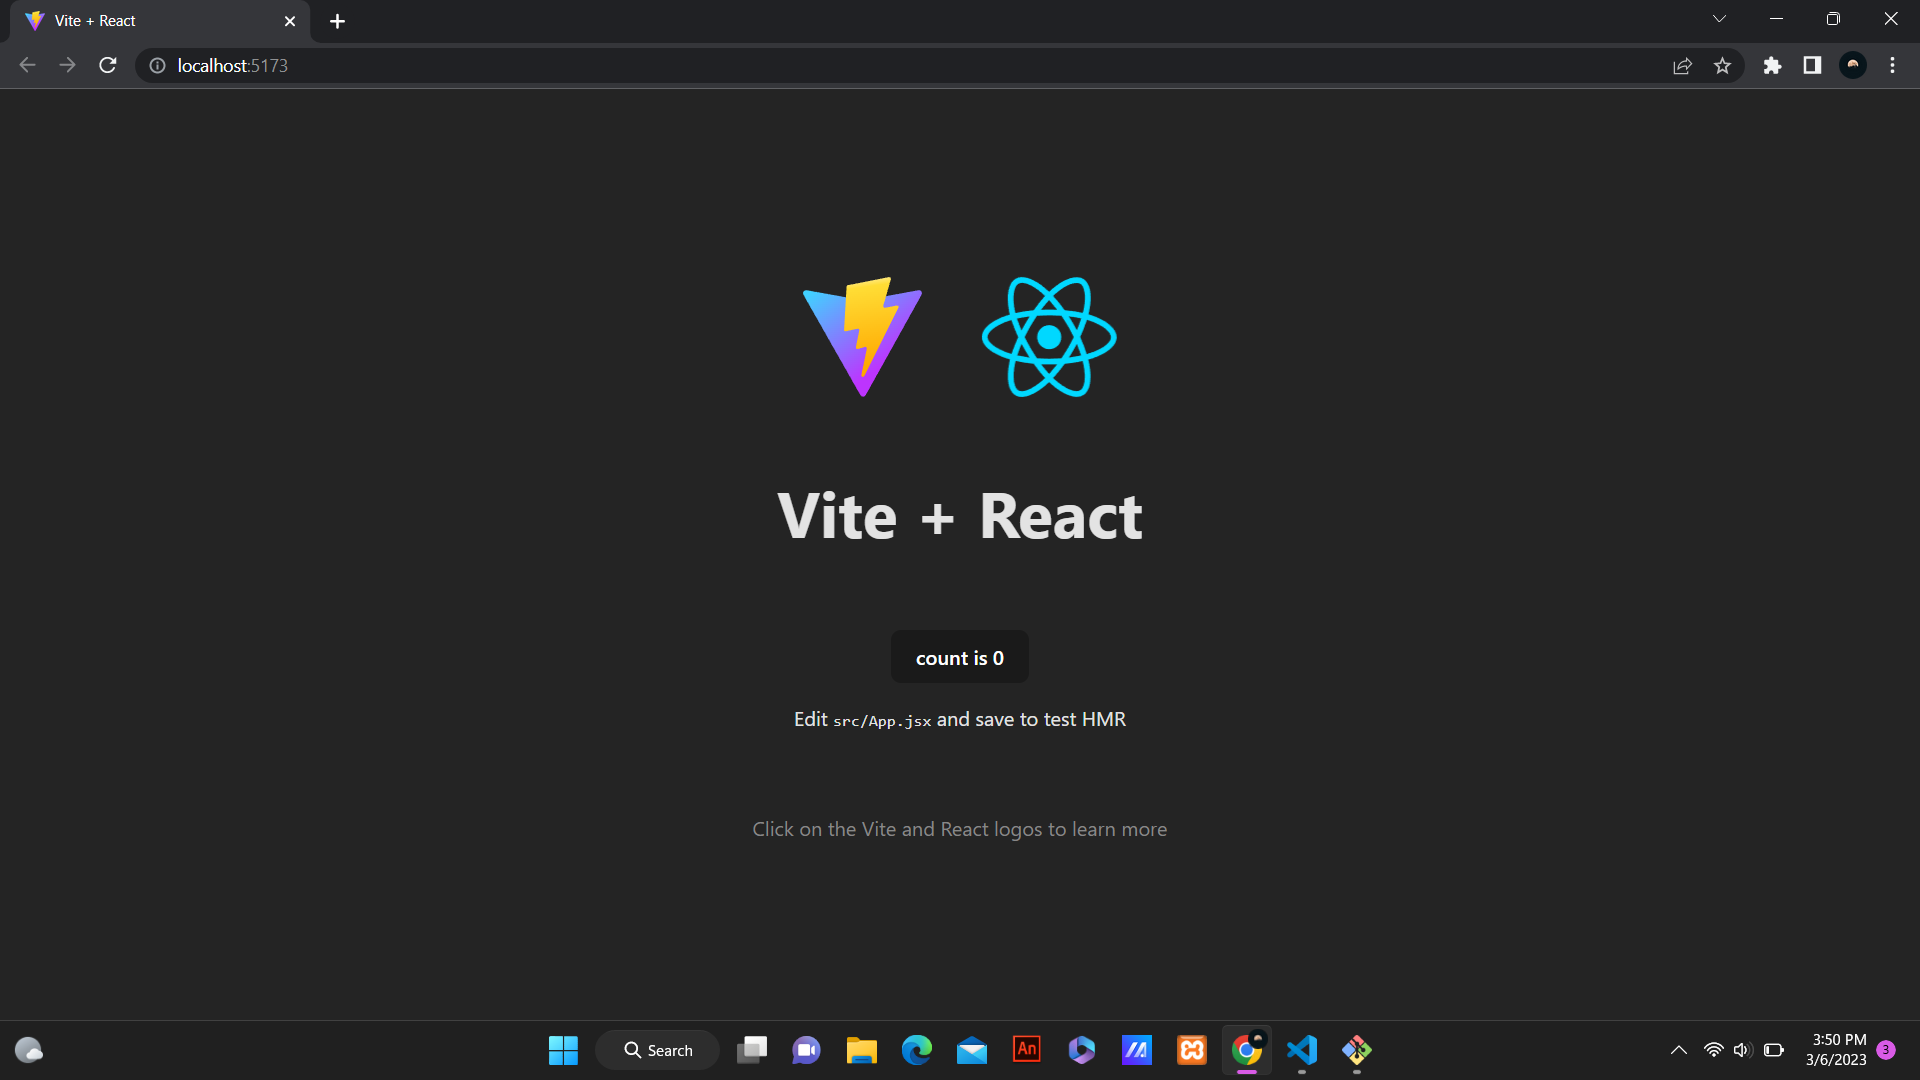 Vite + React
localhost:5173
Vite + React
count is 0
Edit src/App.jsx and save to test HMR
Click on the Vite and React logos to learn more
Search
An
3:50 PM
3/6/2023
3